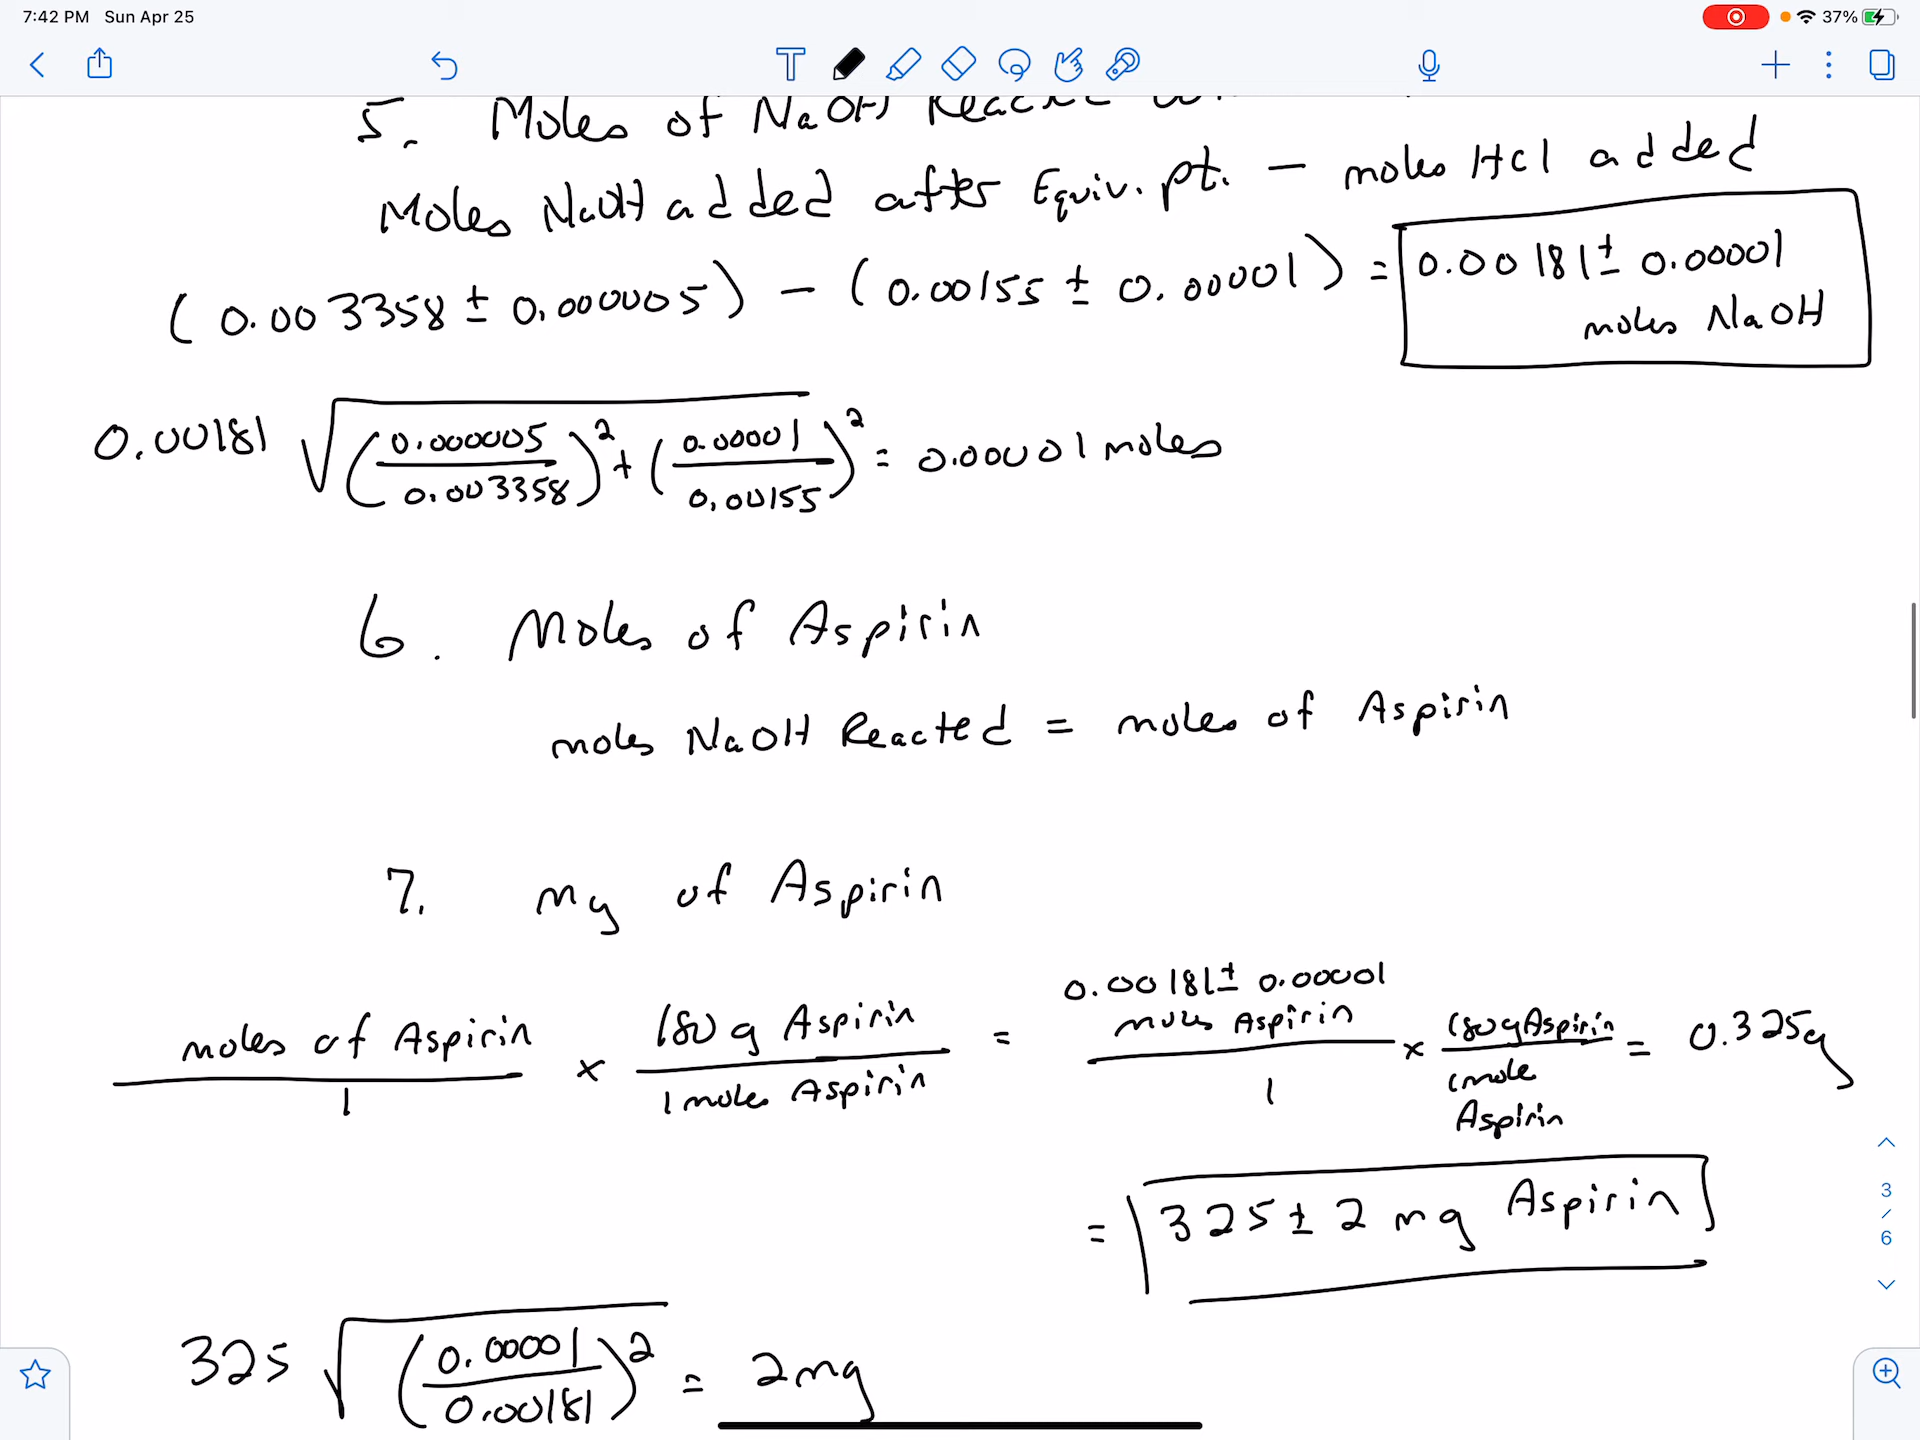 7:42 PM Sun Apr 25
37%
T
5. Moles of NaOH
Moles NaOH added after Equiv. pt. - moles HCl added
(0.003358 ± 0.000005) - (0.00155 ± 0.00001) = 0.00181 ± 0.00001
moles NaOH
0.00181 √((0.000005/0.003358)² + (0.00001/0.00155)²) = 0.00001 moles
6. Moles of Aspirin
moles NaOH Reacted = moles of Aspirin
7. mg of Aspirin
moles of Aspirin / 1 × 180 g Aspirin / 1 moles Aspirin = 0.00181 ± 0.00001 moles Aspirin / 1 × 180 g Aspirin / 1 mole Aspirin = 0.325g
= 325 ± 2 mg Aspirin
325 √((0.00001/0.00181)²) = 2mg
3
/
6